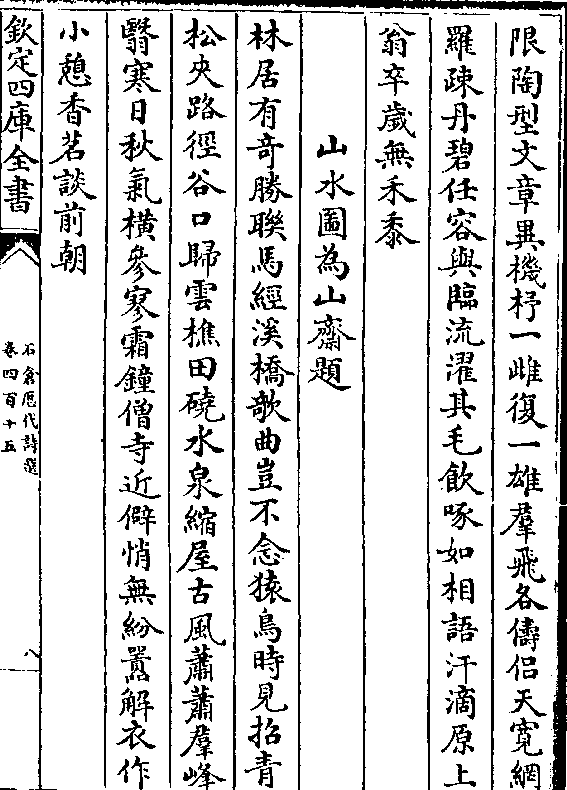 限陶型文章異機杼一雌復一雄羣飛各儔侣天寛網
羅疎丹碧任容與臨流濯其毛飲啄如相語汗滴原上
翁卒歲無禾黍
山水圖為山齋題
林居有竒勝聯馬經溪橋歌曲豈不念猿鳥時見招青
松夾路徑谷口歸雲樵田磽水泉縮屋古風蕭蕭羣峰
翳寒日秋氣横參寥霜鐘僧寺近僻悄無紛囂解衣作
小憩香茗談前朝
欽定四庫全書
石倉歴代詩選
卷四百十五
八